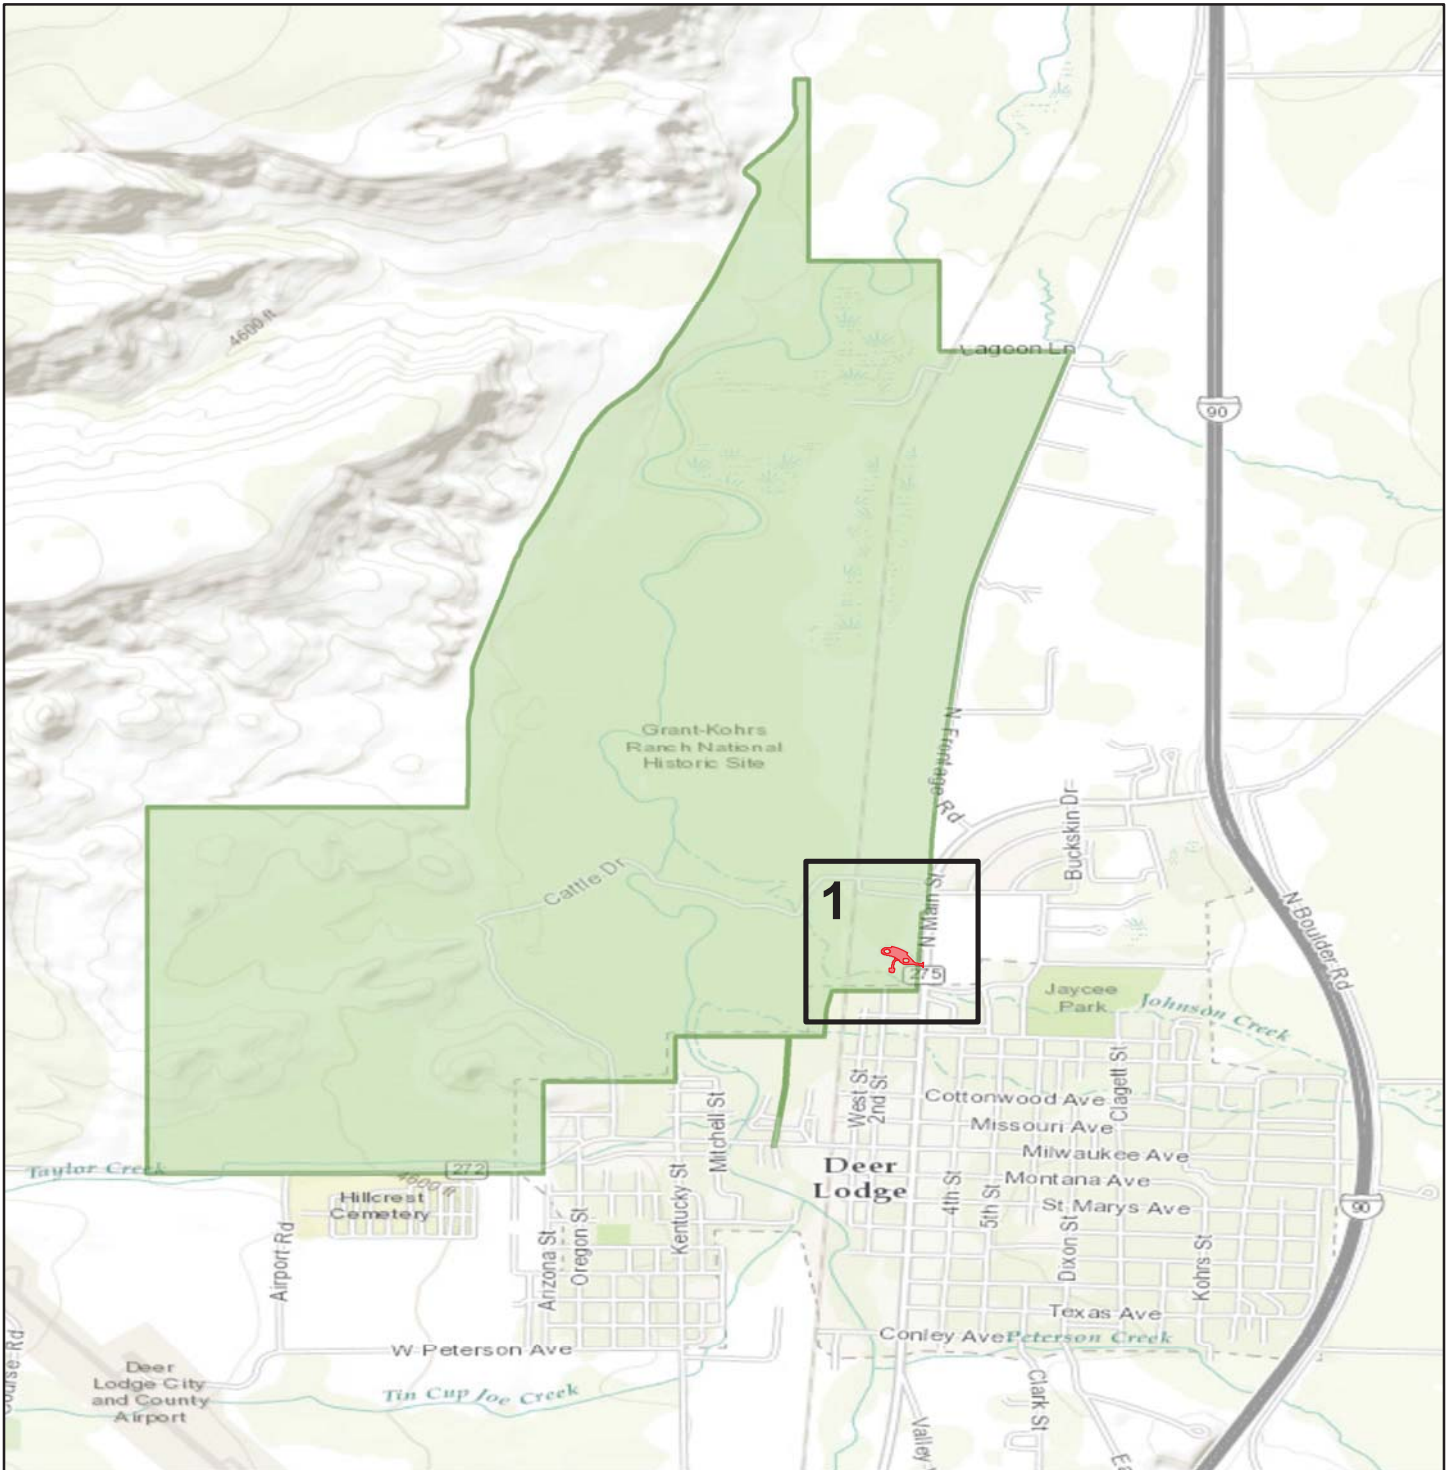 4600 ft
Lagoon Ln
90
Grant-Kohrs
Ranch National
Historic Site
N Frontage Rd
Buckskin Dr
Cattle Dr
1
N Main St
275
N Boulder Rd
Jaycee
Park
Johnson Creek
West St
2nd St
Clagett St
Cottonwood Ave
Mitchell St
Missouri Ave
Milwaukee Ave
Taylor Creek
272
4600 ft
Deer
Lodge
Montana Ave
Hillcrest
Cemetery
4th St
5th St
St Marys Ave
90
Kentucky St
Airport Rd
Arizona St
Oregon St
Dixon St
Kohrs St
Texas Ave
Conley Ave
Peterson Creek
W Peterson Ave
Deer
Lodge City
and County
Airport
Tin Cup Joe Creek
Clark St
Valley